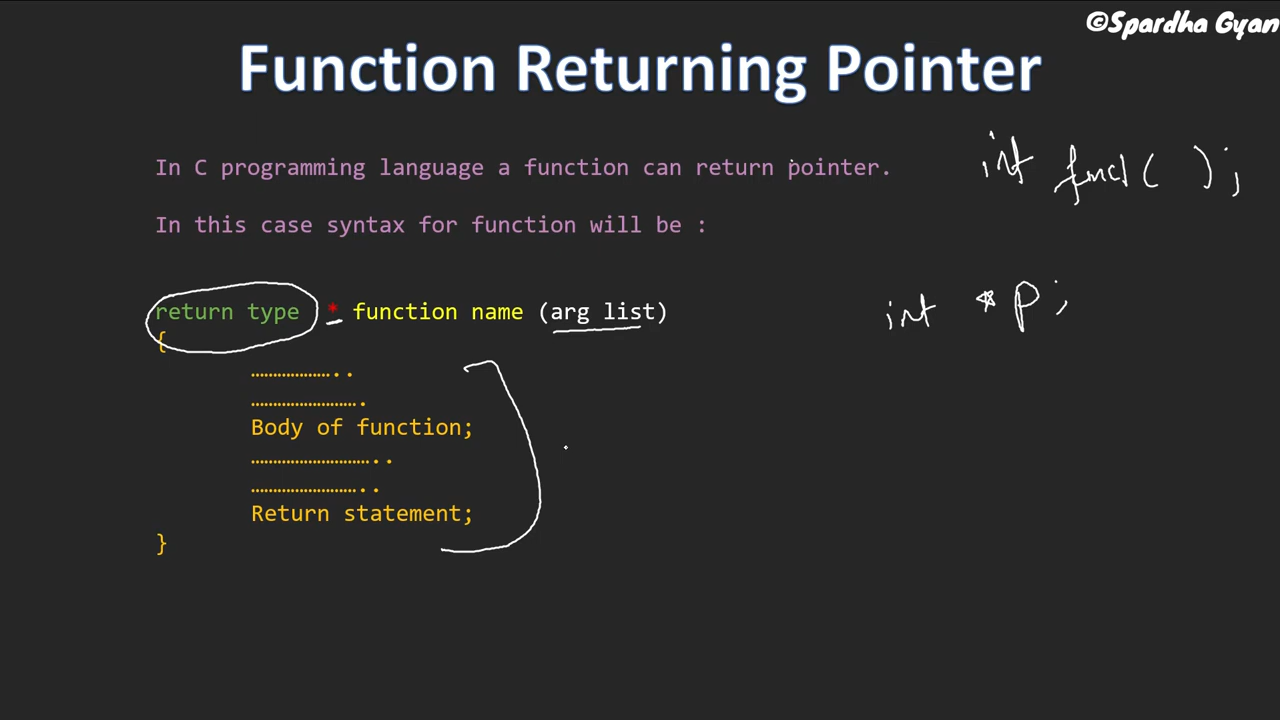 ©Spardha Gyan
Function Returning Pointer
In C programming language a function can return pointer.
int func1( );
In this case syntax for function will be :
return type * function name (arg list)
int *p;
{
………………..
………………….
Body of function;
……………………..
…………………..
Return statement;
}